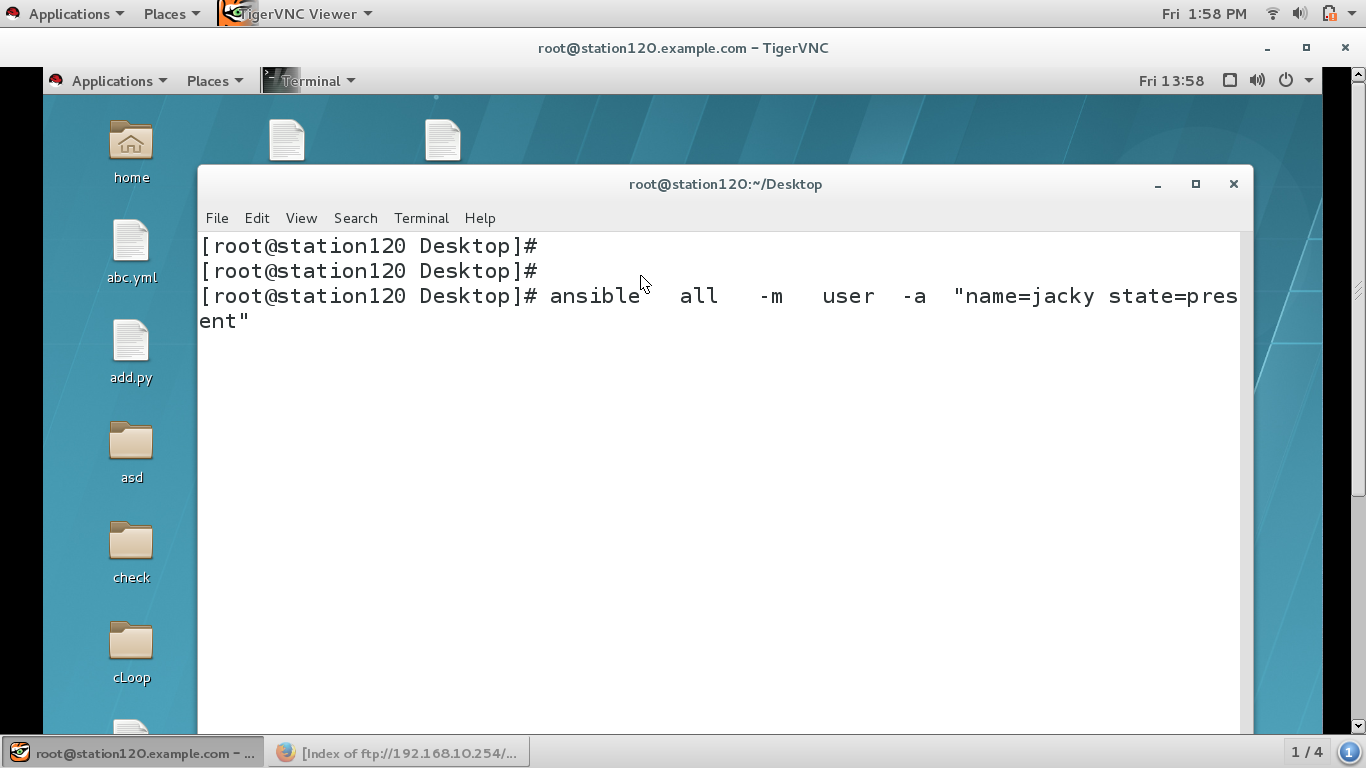 Applications Places TigerVNC Viewer Fri 1:58 PM
root@station120.example.com - TigerVNC
Applications Places Terminal Fri 13:58
home
root@station120:~/Desktop
File Edit View Search Terminal Help
[root@station120 Desktop]#
[root@station120 Desktop]#
[root@station120 Desktop]# ansible all -m user -a "name=jacky state=pres
ent"
abc.yml
add.py
asd
check
cLoop
root@station120.example.com – ... [Index of ftp://192.168.10.254/... 1 / 4 1